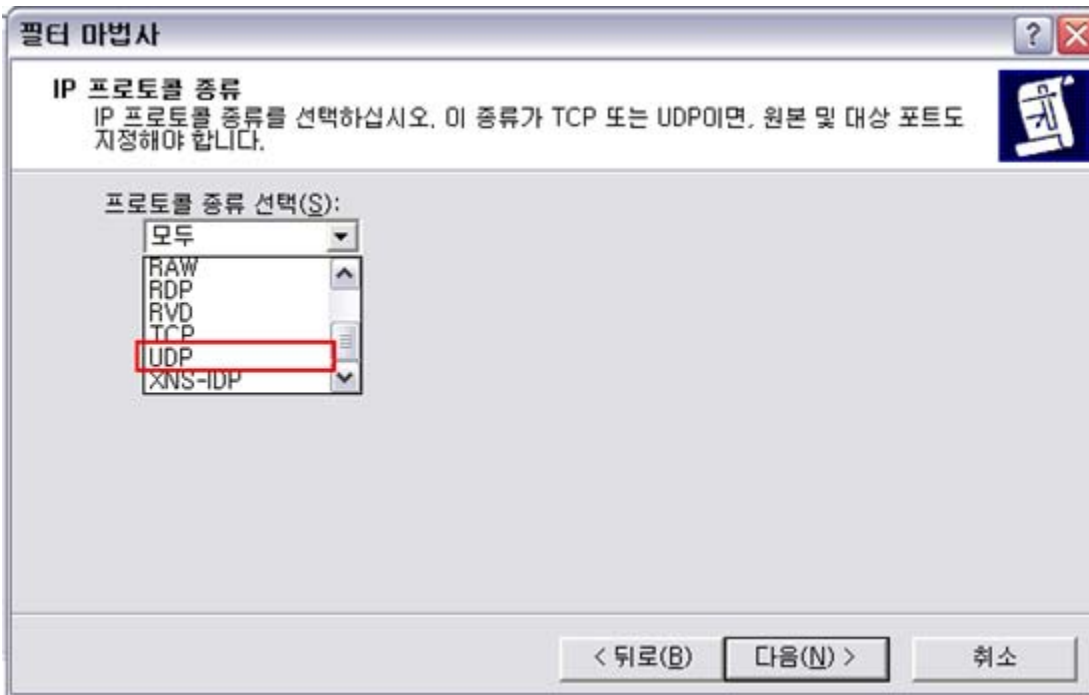 필터 마법사
IP 프로토콜 종류
IP 프로토콜 종류를 선택하십시오. 이 종류가 TCP 또는 UDP이면, 원본 및 대상 포트도
지정해야 합니다.
프로토콜 종류 선택(S):
모두
RAW
RDP
RVD
TCP
UDP
XNS-IDP
< 뒤로(B)
다음(N) >
취소